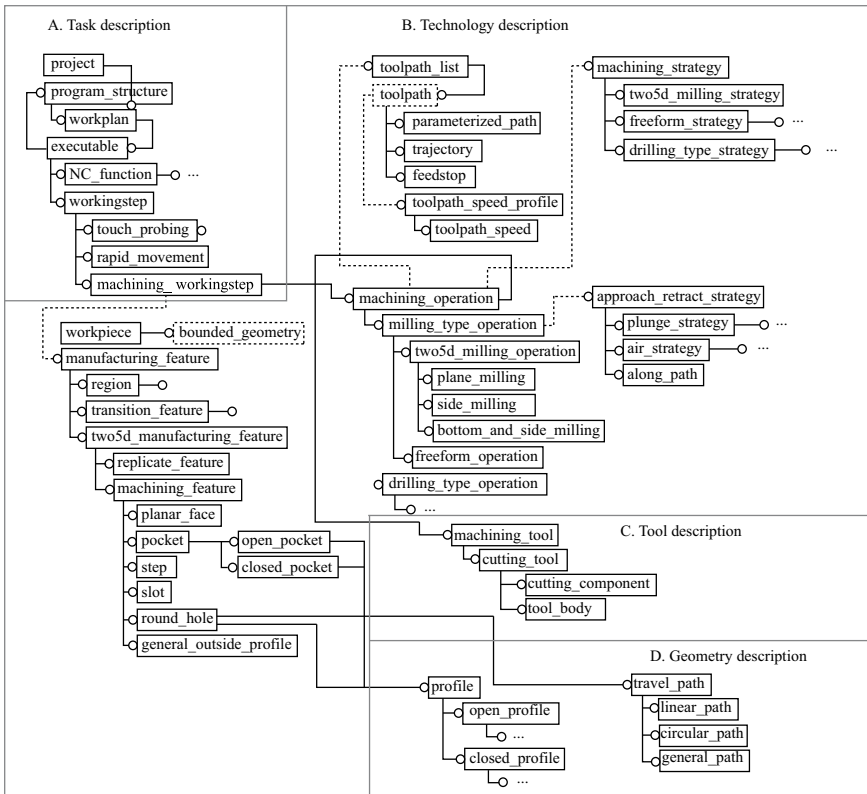 A. Task description
project
program_structure
workplan
executable
NC_function
...
workingstep
touch_probing
rapid_movement
machining_workingstep
workpiece
bounded_geometry
manufacturing_feature
region
transition_feature
two5d_manufacturing_feature
replicate_feature
machining_feature
planar_face
pocket
open_pocket
closed_pocket
step
slot
round_hole
general_outside_profile
B. Technology description
toolpath_list
toolpath
parameterized_path
trajectory
feedstop
toolpath_speed_profile
toolpath_speed
machining_strategy
two5d_milling_strategy
freeform_strategy
...
drilling_type_strategy
...
machining_operation
milling_type_operation
two5d_milling_operation
plane_milling
side_milling
bottom_and_side_milling
freeform_operation
drilling_type_operation
...
approach_retract_strategy
plunge_strategy
...
air_strategy
...
along_path
C. Tool description
machining_tool
cutting_tool
cutting_component
tool_body
D. Geometry description
profile
open_profile
...
closed_profile
...
travel_path
linear_path
circular_path
general_path